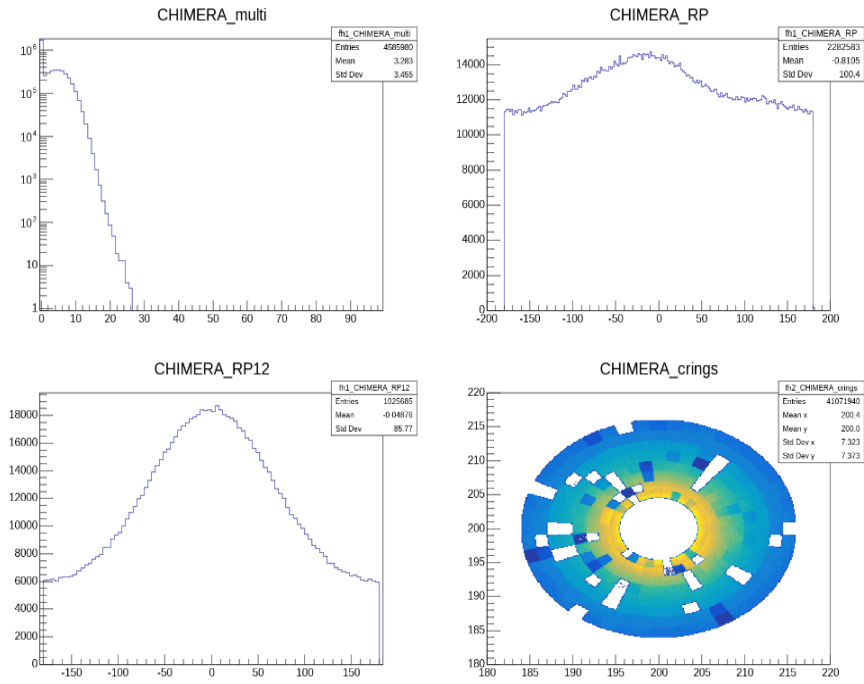 CHIMERA_multi
fh1_CHIMERA_multi
Entries 4585980
Mean 3.283
Std Dev 3.455
10^6
10^5
10^4
10^3
10^2
10
1
0 10 20 30 40 50 60 70 80 90
CHIMERA_RP
fh1_CHIMERA_RP
Entries 2282583
Mean -0.8105
Std Dev 100.4
14000
12000
10000
8000
6000
4000
2000
0
-200 -150 -100 -50 0 50 100 150 200
CHIMERA_RP12
fh1_CHIMERA_RP12
Entries 1025685
Mean -0.04876
Std Dev 85.77
18000
16000
14000
12000
10000
8000
6000
4000
2000
0
-150 -100 -50 0 50 100 150
CHIMERA_crings
fh2_CHIMERA_crings
Entries 41071940
Mean x 200.4
Mean y 200.0
Std Dev x 7.323
Std Dev y 7.373
220
215
210
205
200
195
190
185
180
180 185 190 195 200 205 210 215 220